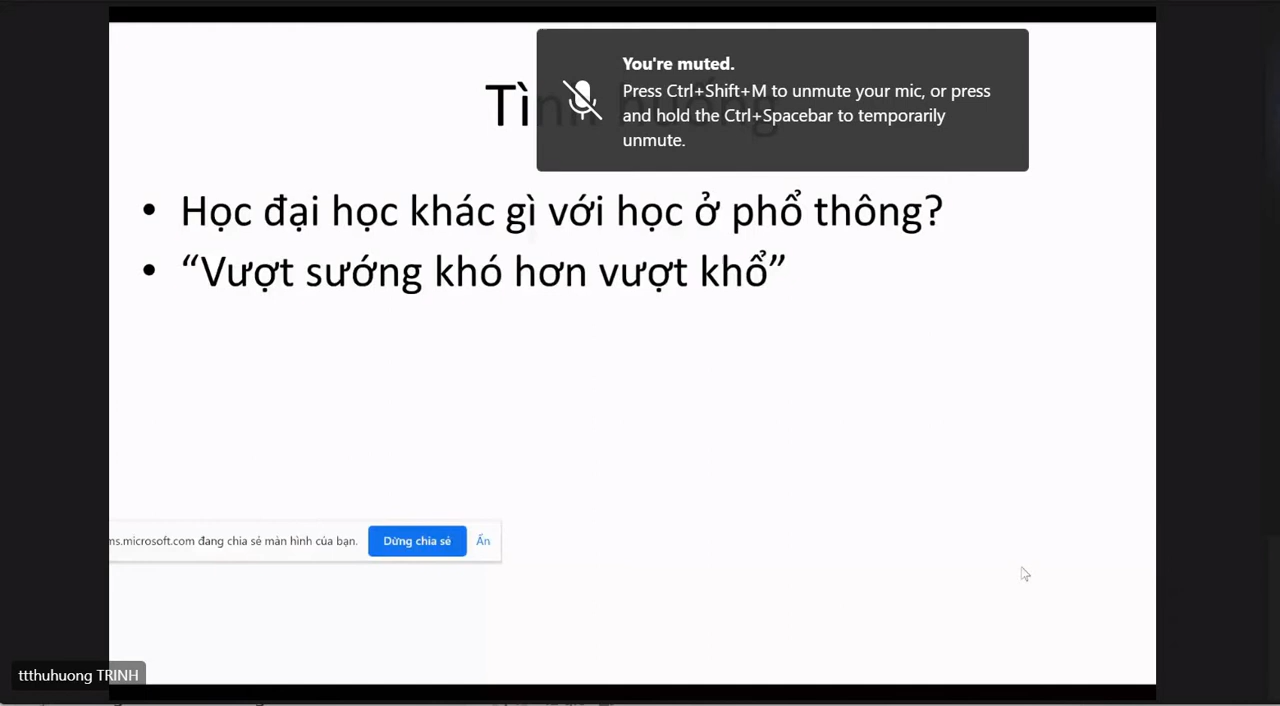 You're muted.
Press Ctrl+Shift+M to unmute your mic, or press
and hold the Ctrl+Spacebar to temporarily
unmute.
Tình huống
• Học đại học khác gì với học ở phổ thông?
• “Vượt sướng khó hơn vượt khổ”
ms.microsoft.com đang chia sẻ màn hình của bạn. Dừng chia sẻ Ẩn
ttthuhuong TRINH